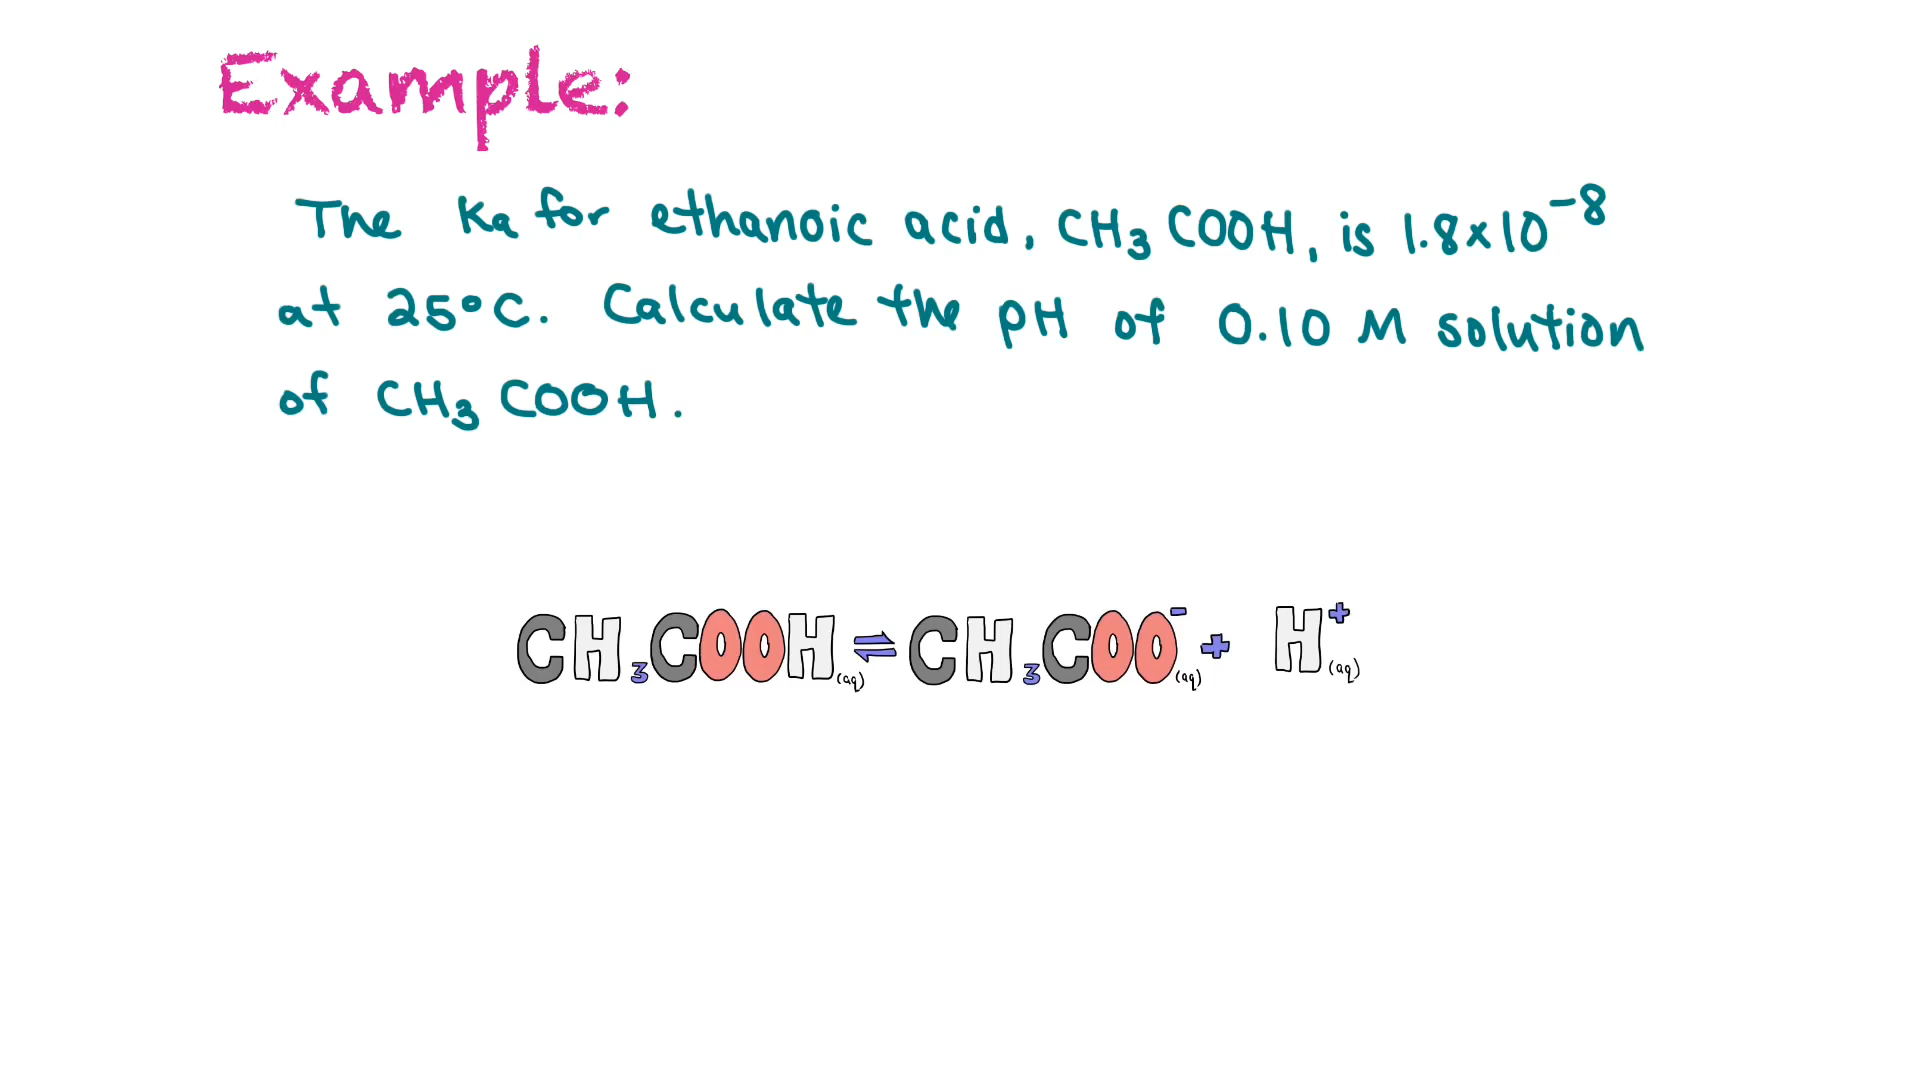 Example:
The Ka for ethanoic acid, CH₃COOH, is 1.8x10⁻⁸
at 25°C. Calculate the pH of 0.10 M solution
of CH₃COOH.
CH₃COOH(aq) ⇌ CH₃COO⁻(aq) + H⁺(aq)